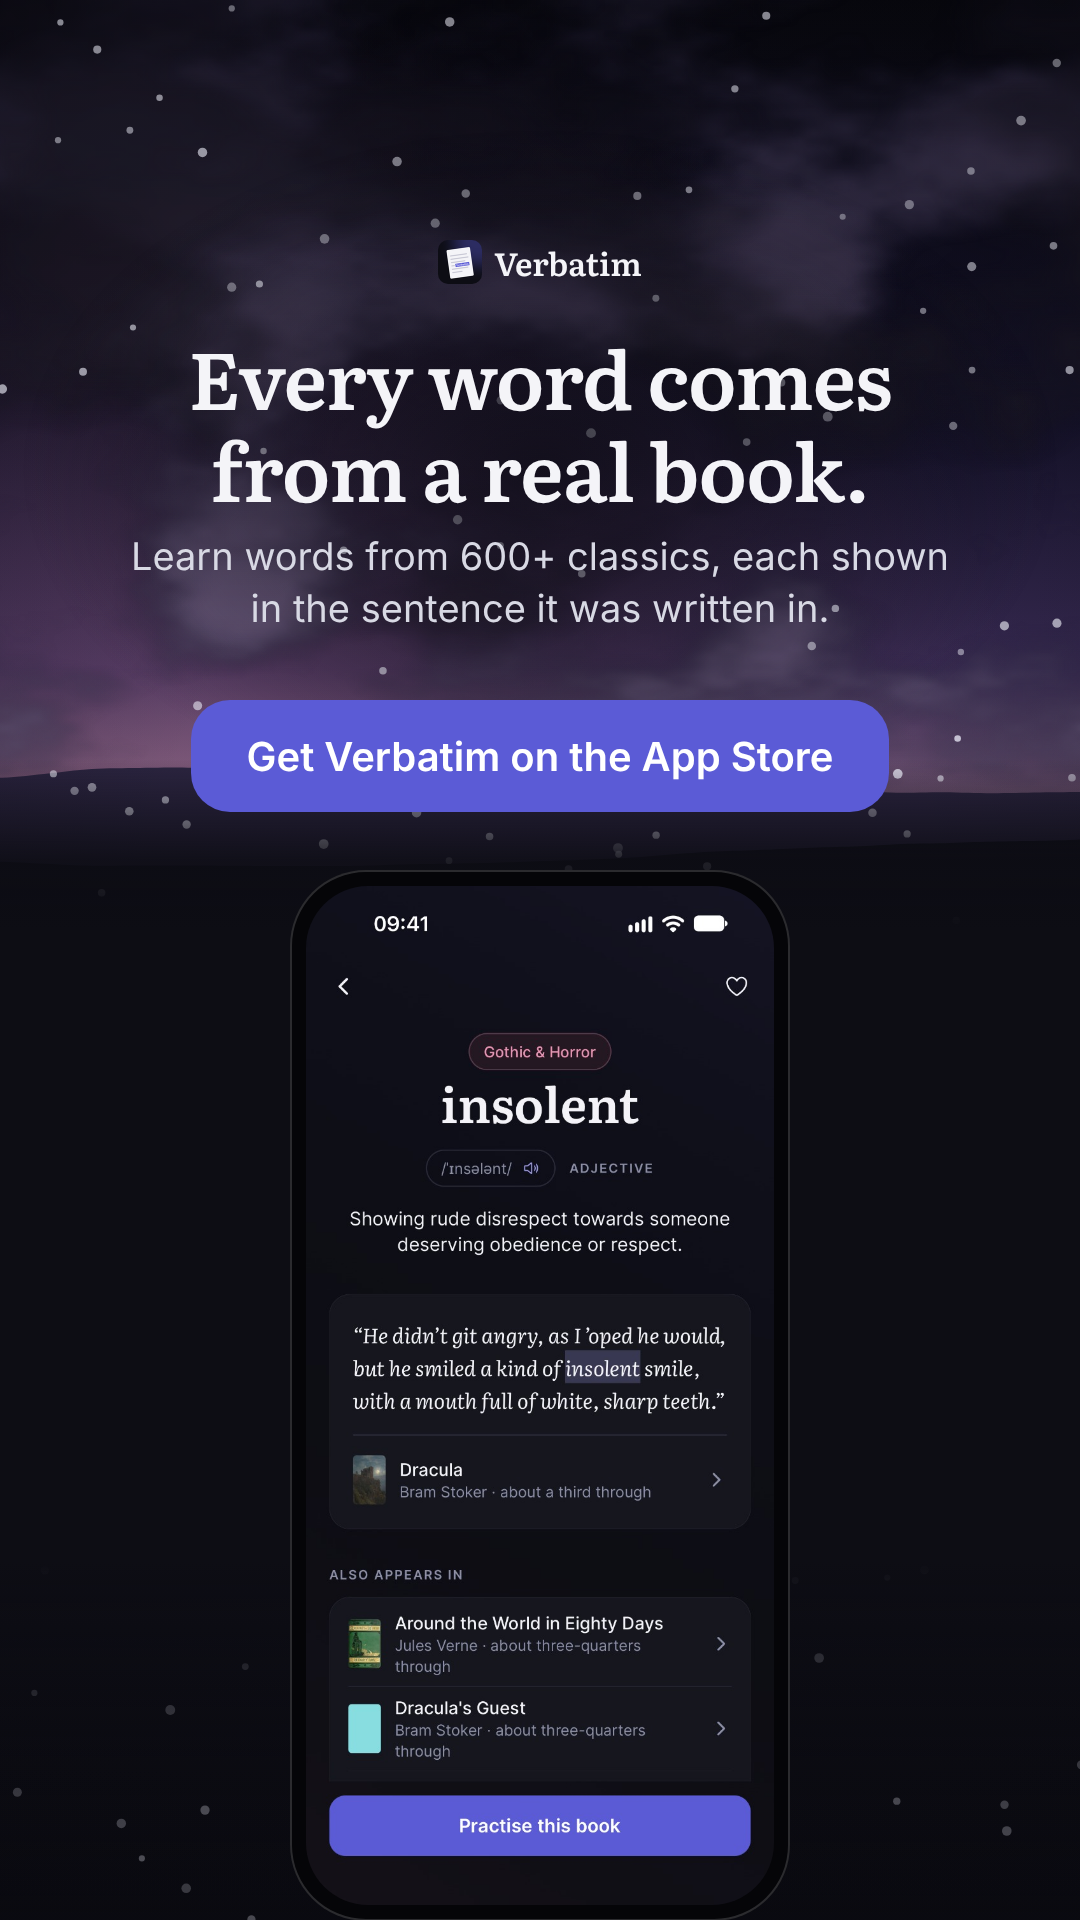 Verbatim
Every word comes
from a real book.
Learn words from 600+ classics, each shown
in the sentence it was written in.
Get Verbatim on the App Store
09:41
Gothic & Horror
insolent
/ˈɪnsələnt/ ADJECTIVE
Showing rude disrespect towards someone
deserving obedience or respect.
“He didn’t git angry, as I ’oped he would,
but he smiled a kind of insolent smile,
with a mouth full of white, sharp teeth.”
Dracula
Bram Stoker · about a third through
ALSO APPEARS IN
Around the World in Eighty Days
Jules Verne · about three-quarters
through
Dracula's Guest
Bram Stoker · about three-quarters
through
Practise this book